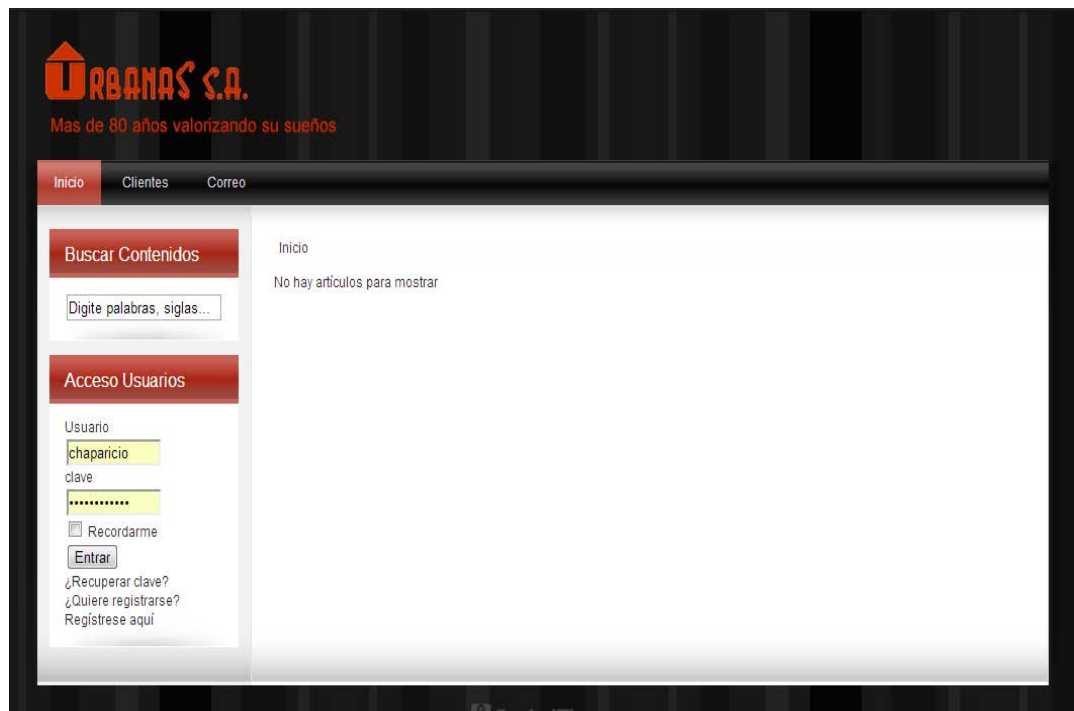 URBANAS S.A.
Mas de 80 años valorizando su sueños
Inicio Clientes Correo
Buscar Contenidos
Digite palabras, siglas...
Acceso Usuarios
Usuario
chaparicio
clave
••••••••••••
Recordarme
Entrar
¿Recuperar clave?
¿Quiere registrarse?
Regístrese aquí
Inicio
No hay artículos para mostrar